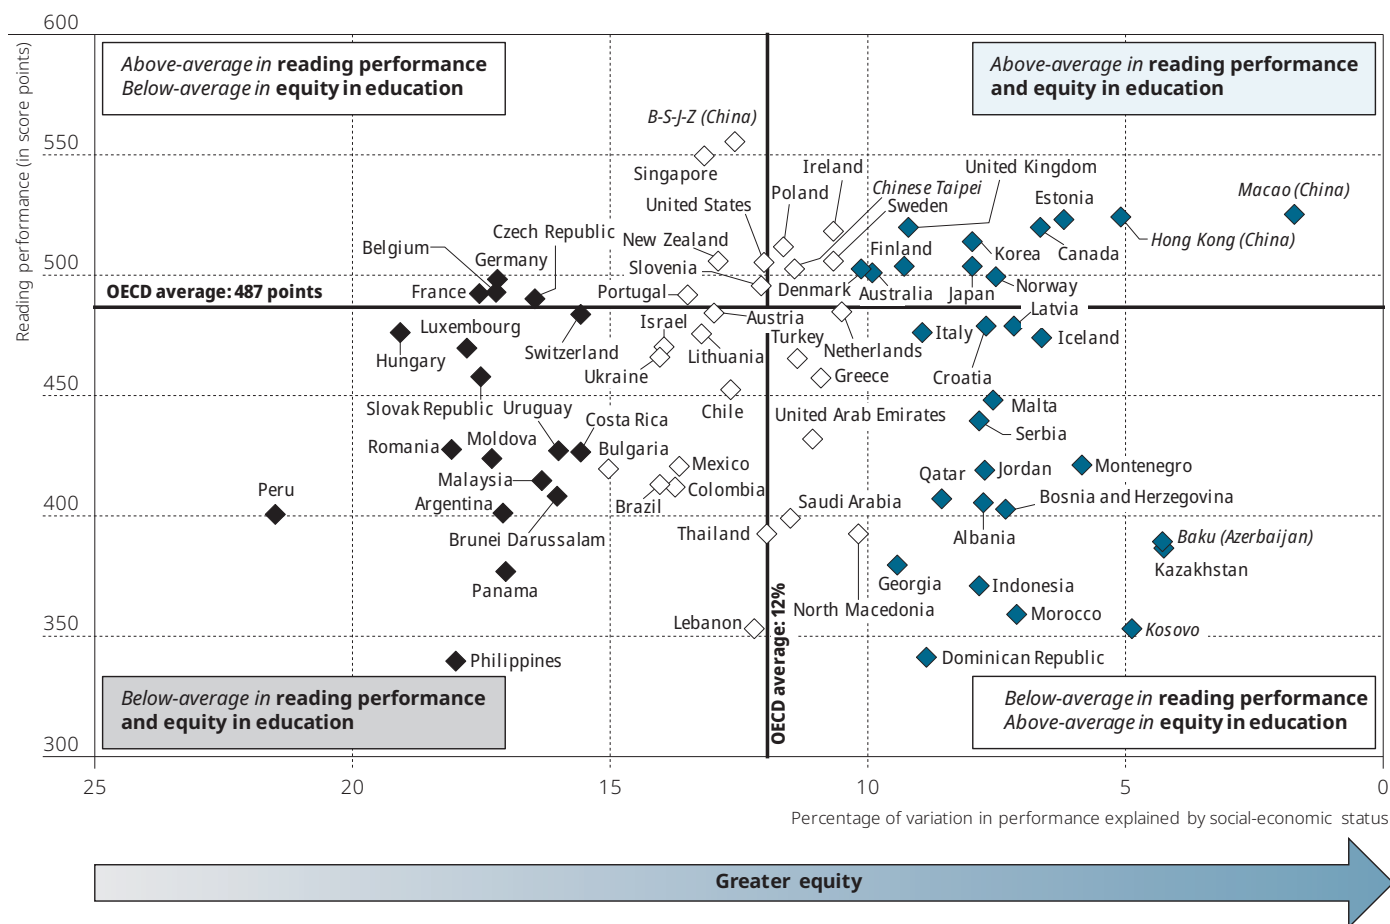 600
Reading performance (in score points)
Above-average in reading performance
Below-average in equity in education
Above-average in reading performance
and equity in education
B-S-J-Z (China)
550
Singapore
Ireland
United Kingdom
Chinese Taipei
Sweden
Poland
Estonia
Macao (China)
United States
Czech Republic
New Zealand
Belgium
Germany
Slovenia
Finland
Korea
Canada
Hong Kong (China)
500
OECD average: 487 points
France
Portugal
Denmark
Australia
Japan
Norway
Latvia
Luxembourg
Israel
Austria
Turkey
Hungary
Switzerland
Lithuania
Netherlands
Italy
Iceland
Ukraine
Greece
Croatia
450
Slovak Republic
Uruguay
Costa Rica
Chile
United Arab Emirates
Malta
Serbia
Romania
Moldova
Bulgaria
Mexico
Malaysia
Qatar
Jordan
Montenegro
Peru
Argentina
Brazil
Colombia
Saudi Arabia
Bosnia and Herzegovina
400
Brunei Darussalam
Thailand
Albania
Baku (Azerbaijan)
Kazakhstan
Panama
Georgia
Indonesia
North Macedonia
Morocco
Lebanon
Kosovo
350
Philippines
Dominican Republic
OECD average: 12%
Below-average in reading performance
and equity in education
Below-average in reading performance
Above-average in equity in education
300
25
20
15
10
5
0
Percentage of variation in performance explained by social-economic status
Greater equity